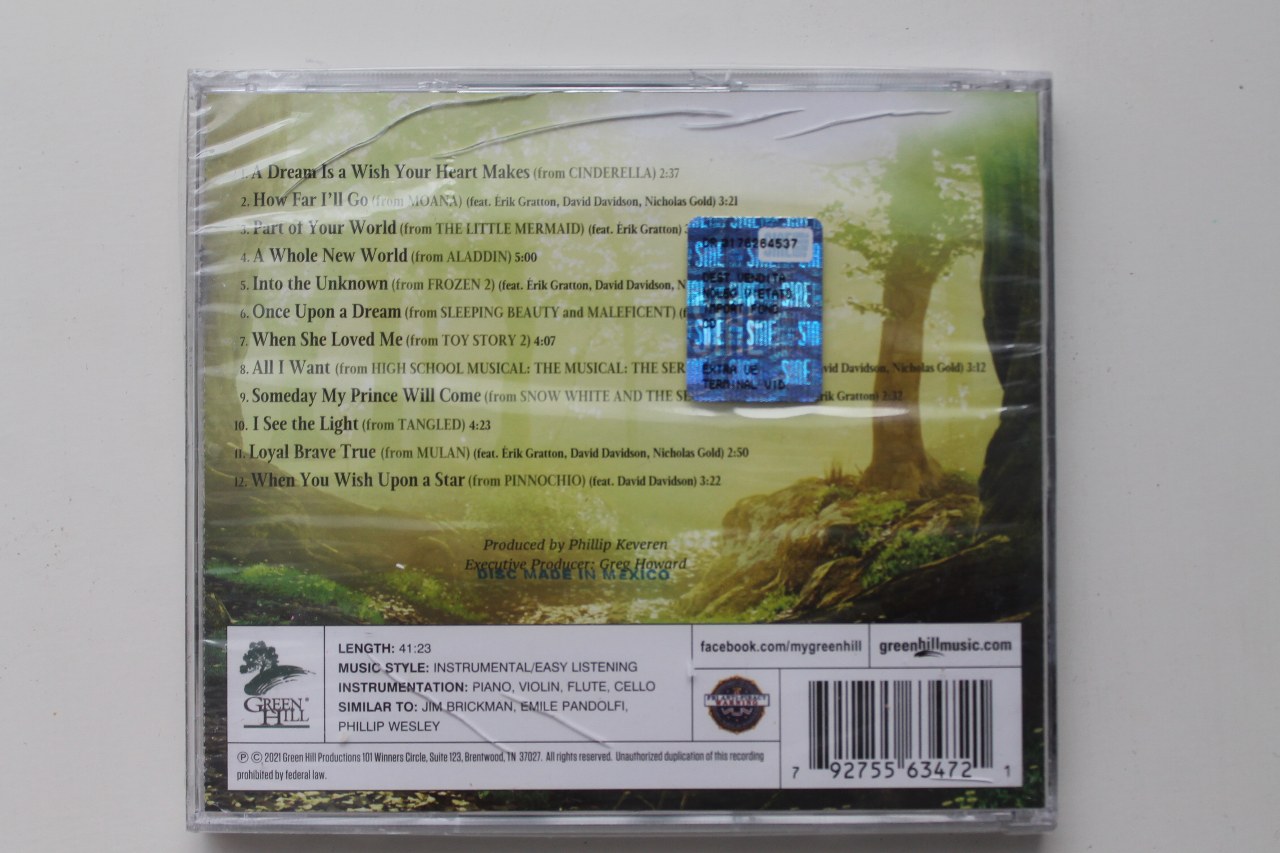 1. A Dream Is a Wish Your Heart Makes (from CINDERELLA) 2:37
2. How Far I'll Go (from MOANA) (feat. Érik Gratton, David Davidson, Nicholas Gold) 3:21
3. Part of Your World (from THE LITTLE MERMAID) (feat. Érik Gratton)
4. A Whole New World (from ALADDIN) 5:00
5. Into the Unknown (from FROZEN 2) (feat. Érik Gratton, David Davidson,
6. Once Upon a Dream (from SLEEPING BEAUTY and MALEFICENT)
7. When She Loved Me (from TOY STORY 2) 4:07
8. All I Want (from HIGH SCHOOL MUSICAL: THE MUSICAL: THE SER vid Davidson, Nicholas Gold) 3:12
9. Someday My Prince Will Come (from SNOW WHITE AND THE SE rik Gratton) 2:32
10. I See the Light (from TANGLED) 4:23
11. Loyal Brave True (from MULAN) (feat. Érik Gratton, David Davidson, Nicholas Gold) 2:50
12. When You Wish Upon a Star (from PINNOCHIO) (feat. David Davidson) 3:22
DEST VENDITA
EXTRA UE
TERMINAL VID
SIAE
Produced by Phillip Keveren
Executive Producer: Greg Howard
DISC MADE IN MEXICO
GREEN HILL®
LENGTH: 41:23
MUSIC STYLE: INSTRUMENTAL/EASY LISTENING
INSTRUMENTATION: PIANO, VIOLIN, FLUTE, CELLO
SIMILAR TO: JIM BRICKMAN, EMILE PANDOLFI,
PHILLIP WESLEY
facebook.com/mygreenhill
greenhillmusic.com
WARNING
℗ © 2021 Green Hill Productions 101 Winners Circle, Suite 123, Brentwood, TN 37027. All rights reserved. Unauthorized duplication of this recording
prohibited by federal law.
7 92755 63472 1